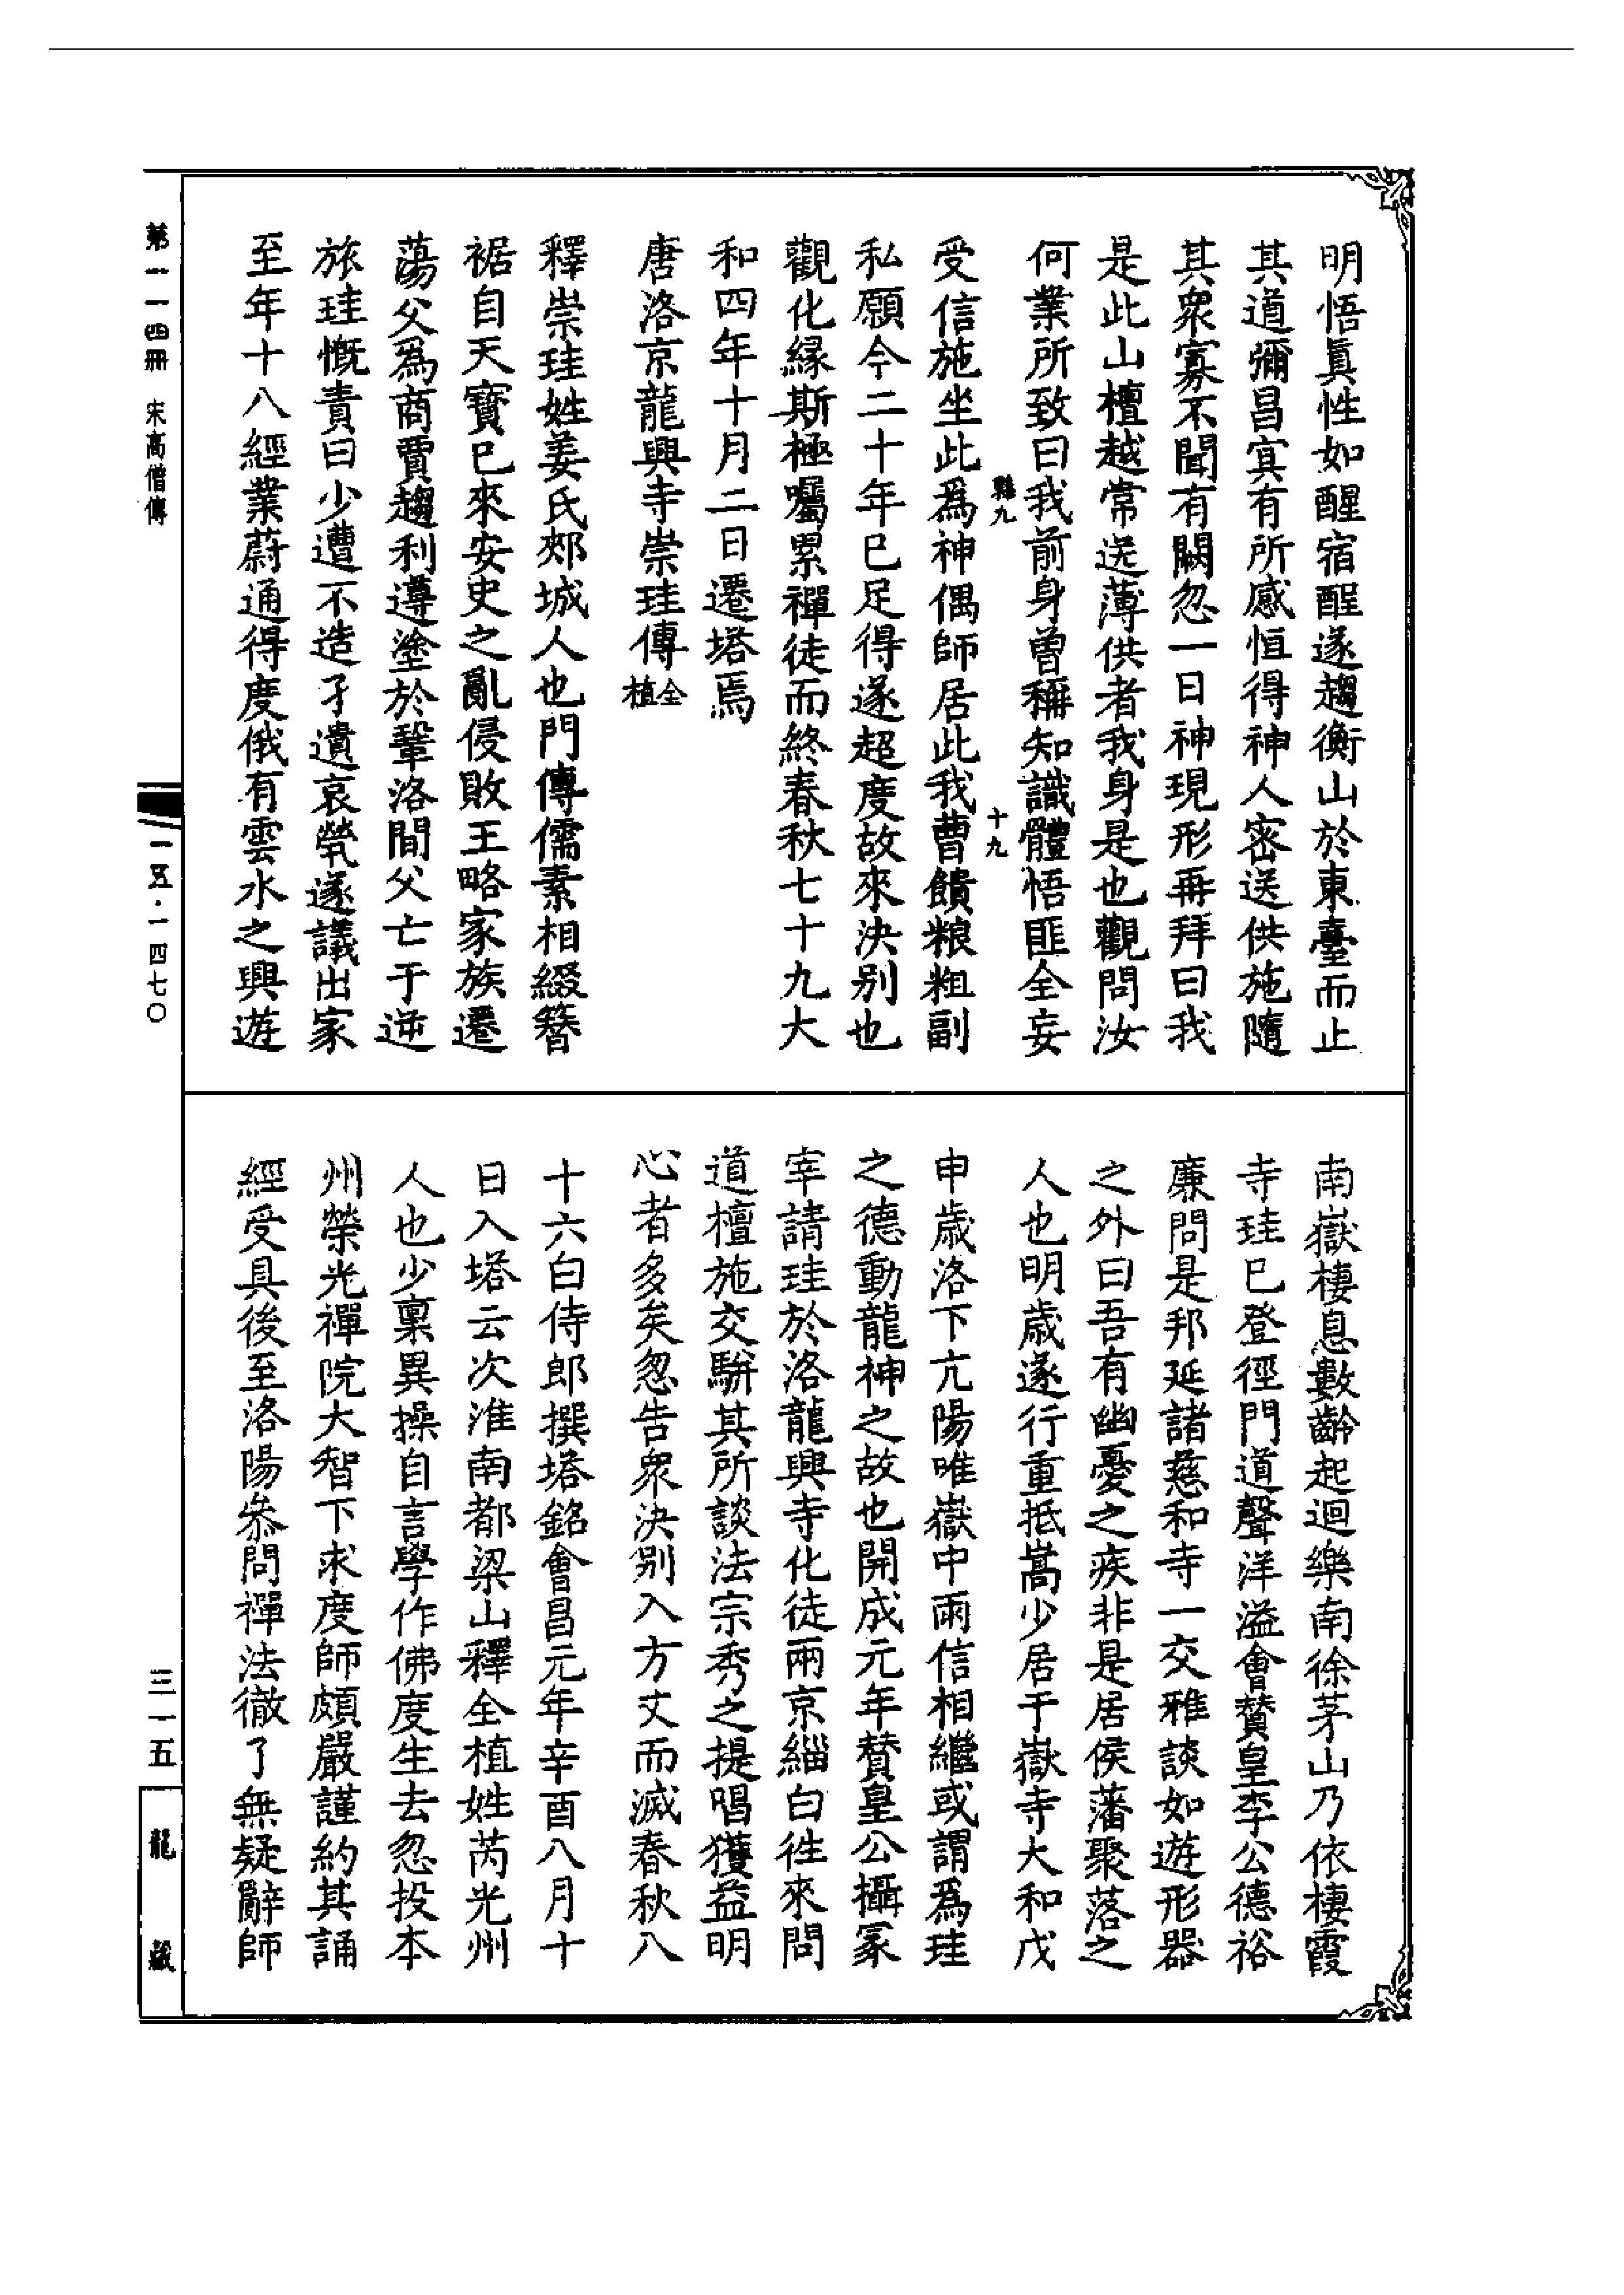 明悟眞性如醒宿酲遂趨衡山於東臺而止
其道彌昌寘有所感恒得神人密送供施隨
其衆寡不聞有闕忽一日神現形再拜曰我
是此山檀越常送薄供者我身是也觀問汝
何業所致曰我前身曾稱知識體悟匪全妄
縣九
十九
受信施坐此爲神偶師居此我曹饋粮粗副
私願今二十年已足得遂超度故來決别也
觀化緣斯極囑累禪徒而終春秋七十九大
和四年十月二日遷塔焉
唐洛京龍興寺崇珪傳全植
釋崇珪姓姜氏郟城人也門傳儒素相綴簪
裾自天寶已來安史之亂侵敗王略家族遷
蕩父爲商賈趨利遵塗於鞏洛間父亡于逆
旅珪慨責曰少遭不造孑遺哀煢遂議出家
至年十八經業蔚通得度俄有雲水之興遊
南嶽棲息數齡起迴樂南徐茅山乃依棲霞
寺珪已登徑門道聲洋溢會贊皇李公德裕
廉問是邦延諸慈和寺一交雅談如遊形器
之外曰吾有幽憂之疾非是居侯藩聚落之
人也明歲遂行重抵嵩少居于嶽寺大和戊
申歲洛下亢陽唯嶽中雨信相繼或謂爲珪
之德動龍神之故也開成元年贊皇公攝冢
宰請珪於洛龍興寺化徒兩京緇白徃來問
道檀施交駢其所談法宗秀之提唱獲益明
心者多矣忽告衆決别入方丈而滅春秋八
十六白侍郎撰塔銘會昌元年辛酉八月十
日入塔云次淮南都梁山釋全植姓芮光州
人也少稟異操自言學作佛度生去忽投本
州榮光禪院大智下求度師頗嚴謹約其誦
經受具後至洛陽叅問禪法徹了無疑辭師
第一一四冊 宋高僧傳
一五·一四七〇
三一五
龍藏